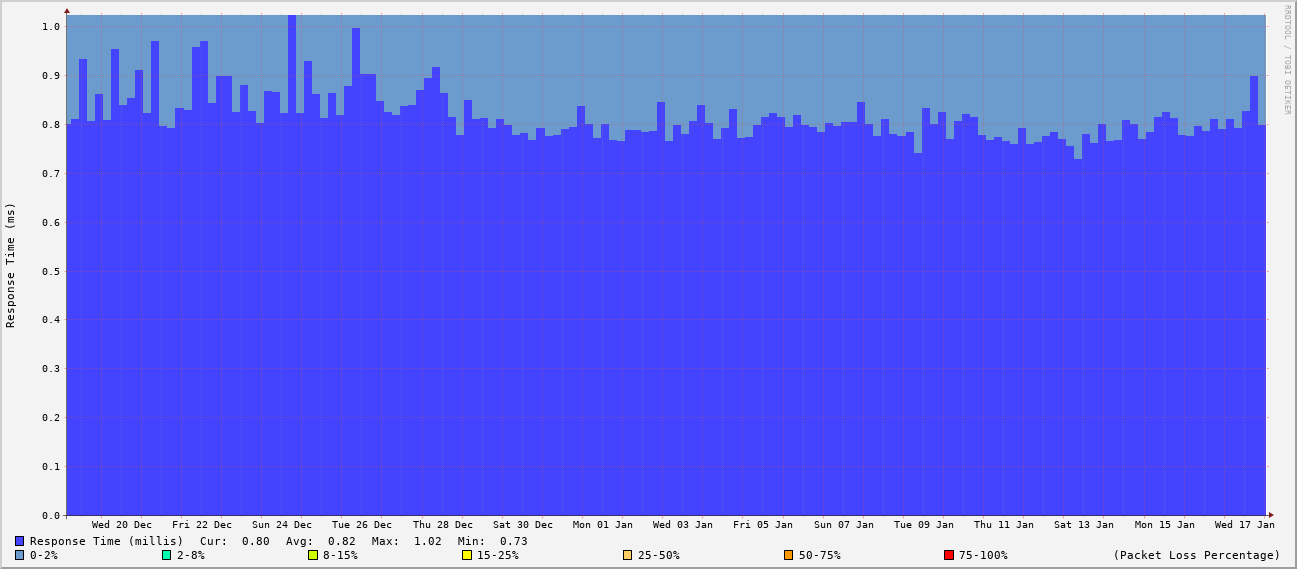 RRDTOOL / TOBI OETIKER
Response Time (ms)
1.0
0.9
0.8
0.7
0.6
0.5
0.4
0.3
0.2
0.1
0.0
Wed 20 Dec Fri 22 Dec Sun 24 Dec Tue 26 Dec Thu 28 Dec Sat 30 Dec Mon 01 Jan Wed 03 Jan Fri 05 Jan Sun 07 Jan Tue 09 Jan Thu 11 Jan Sat 13 Jan Mon 15 Jan Wed 17 Jan
Response Time (millis) Cur: 0.80 Avg: 0.82 Max: 1.02 Min: 0.73
0-2% 2-8% 8-15% 15-25% 25-50% 50-75% 75-100% (Packet Loss Percentage)